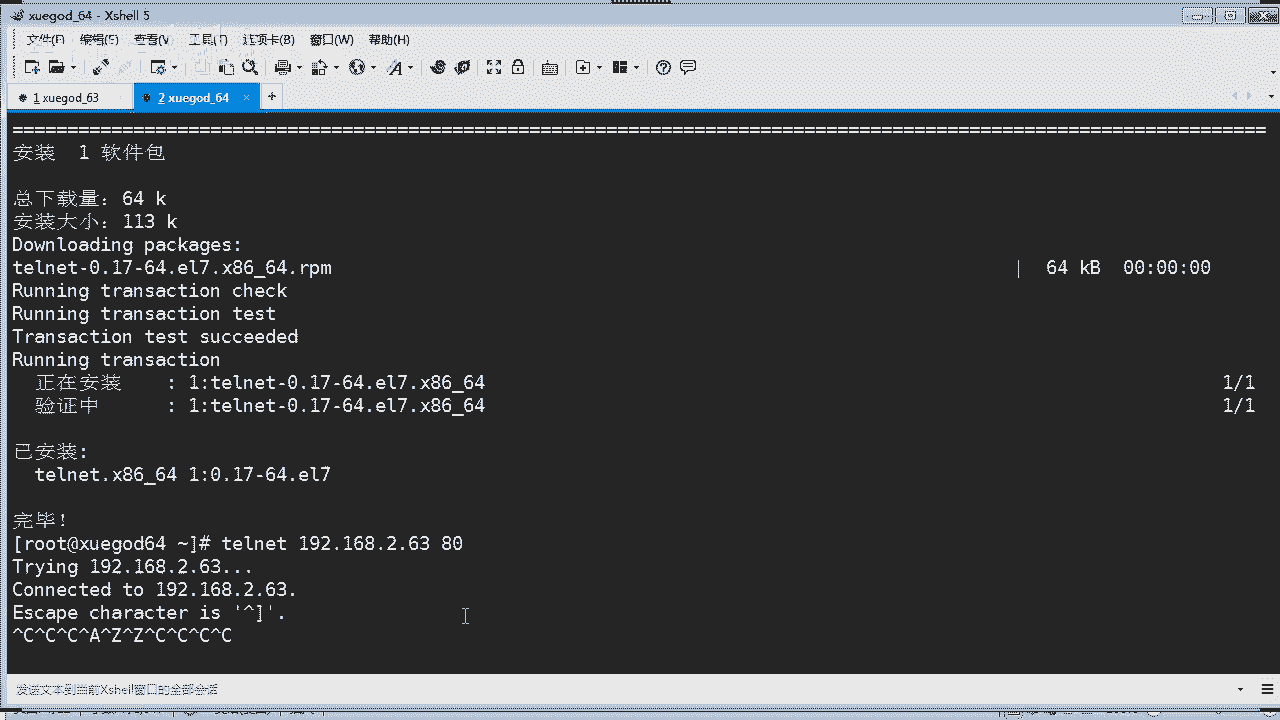 xuegod_64 - Xshell 5
文件(F) 编辑(E) 查看(V) 工具(T) 选项卡(B) 窗口(W) 帮助(H)
1 xuegod_63 2 xuegod_64 × +
安装 1 软件包
总下载量：64 k
安装大小：113 k
Downloading packages:
telnet-0.17-64.el7.x86_64.rpm | 64 kB 00:00:00
Running transaction check
Running transaction test
Transaction test succeeded
Running transaction
正在安装 : 1:telnet-0.17-64.el7.x86_64 1/1
验证中 : 1:telnet-0.17-64.el7.x86_64 1/1
已安装:
telnet.x86_64 1:0.17-64.el7
完毕！
[root@xuegod64 ~]# telnet 192.168.2.63 80
Trying 192.168.2.63...
Connected to 192.168.2.63.
Escape character is '^]'.
^C^C^C^A^Z^Z^C^C^C^C
发送文本到当前Xshell窗口的全部会话